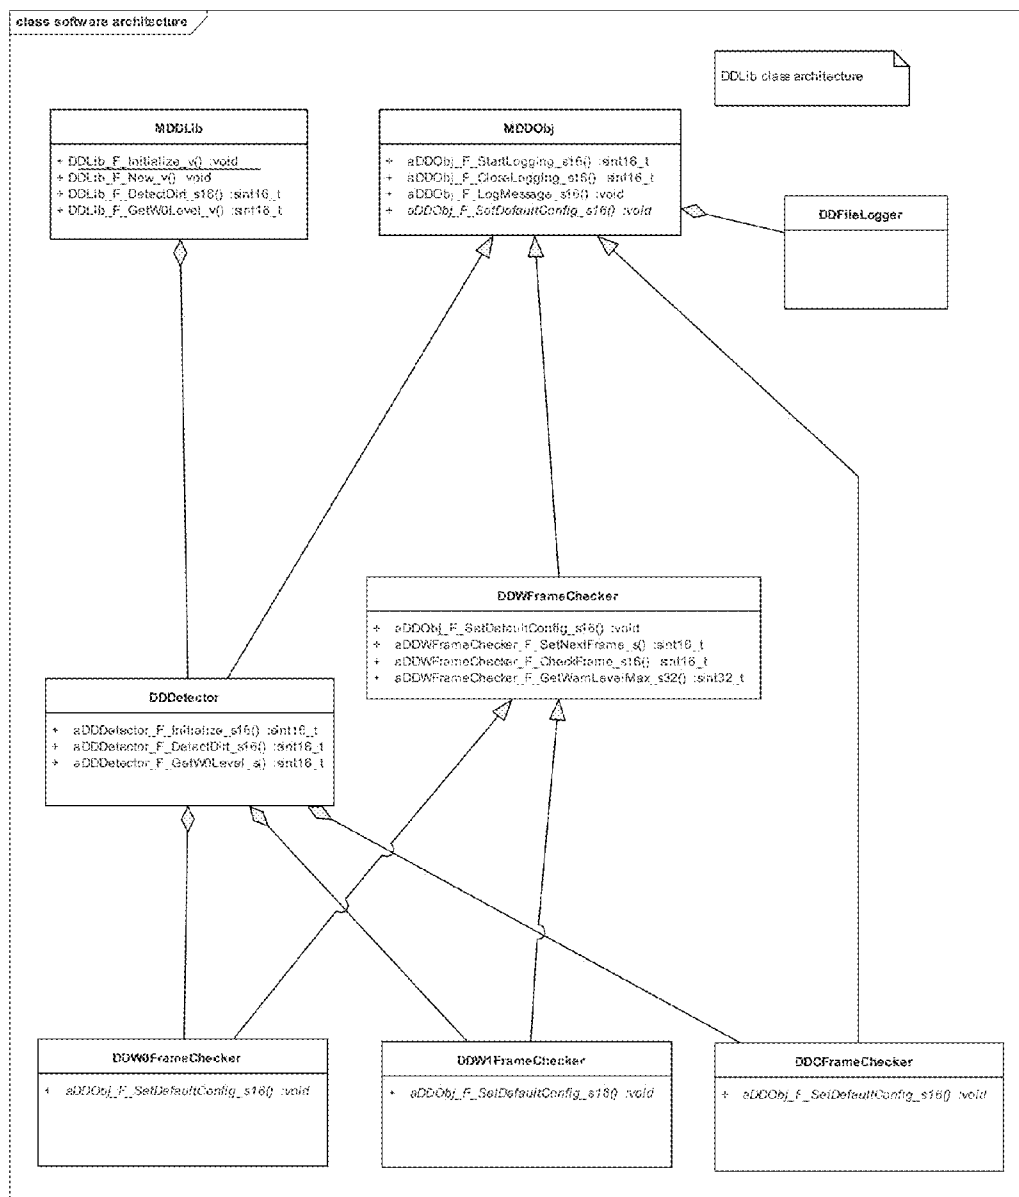 class software architecture
DDLib class architecture
MDDLib
+ DDLib_F_Initialize_v() :void
+ DDLib_F_New_v() :void
+ DDLib_F_DetectDirt_s16() :sint16_t
+ DDLib_F_GetW0Level_v() :sint16_t
MDDObj
+ aDDObj_F_StartLogging_s16() :sint16_t
+ aDDObj_F_CloseLogging_s16() :sint16_t
+ aDDObj_F_LogMessage_s16() :void
+ aDDObj_F_SetDefaultConfig_s16() :void
DDFileLogger
DDWFrameChecker
+ aDDObj_F_SetDefaultConfig_s16() :void
+ aDDWFrameChecker_F_SetNextFrame_s() :sint16_t
+ aDDWFrameChecker_F_CheckFrame_s16() :sint16_t
+ aDDWFrameChecker_F_GetWarnLevelMax_s32() :sint32_t
DDDetector
+ aDDDetector_F_Initialize_s16() :sint16_t
+ aDDDetector_F_DetectDirt_s16() :sint16_t
+ aDDDetector_F_GetW0Level_s() :sint16_t
DDW0FrameChecker
+ aDDObj_F_SetDefaultConfig_s16() :void
DDW1FrameChecker
+ aDDObj_F_SetDefaultConfig_s16() :void
DDCFrameChecker
+ aDDObj_F_SetDefaultConfig_s16() :void